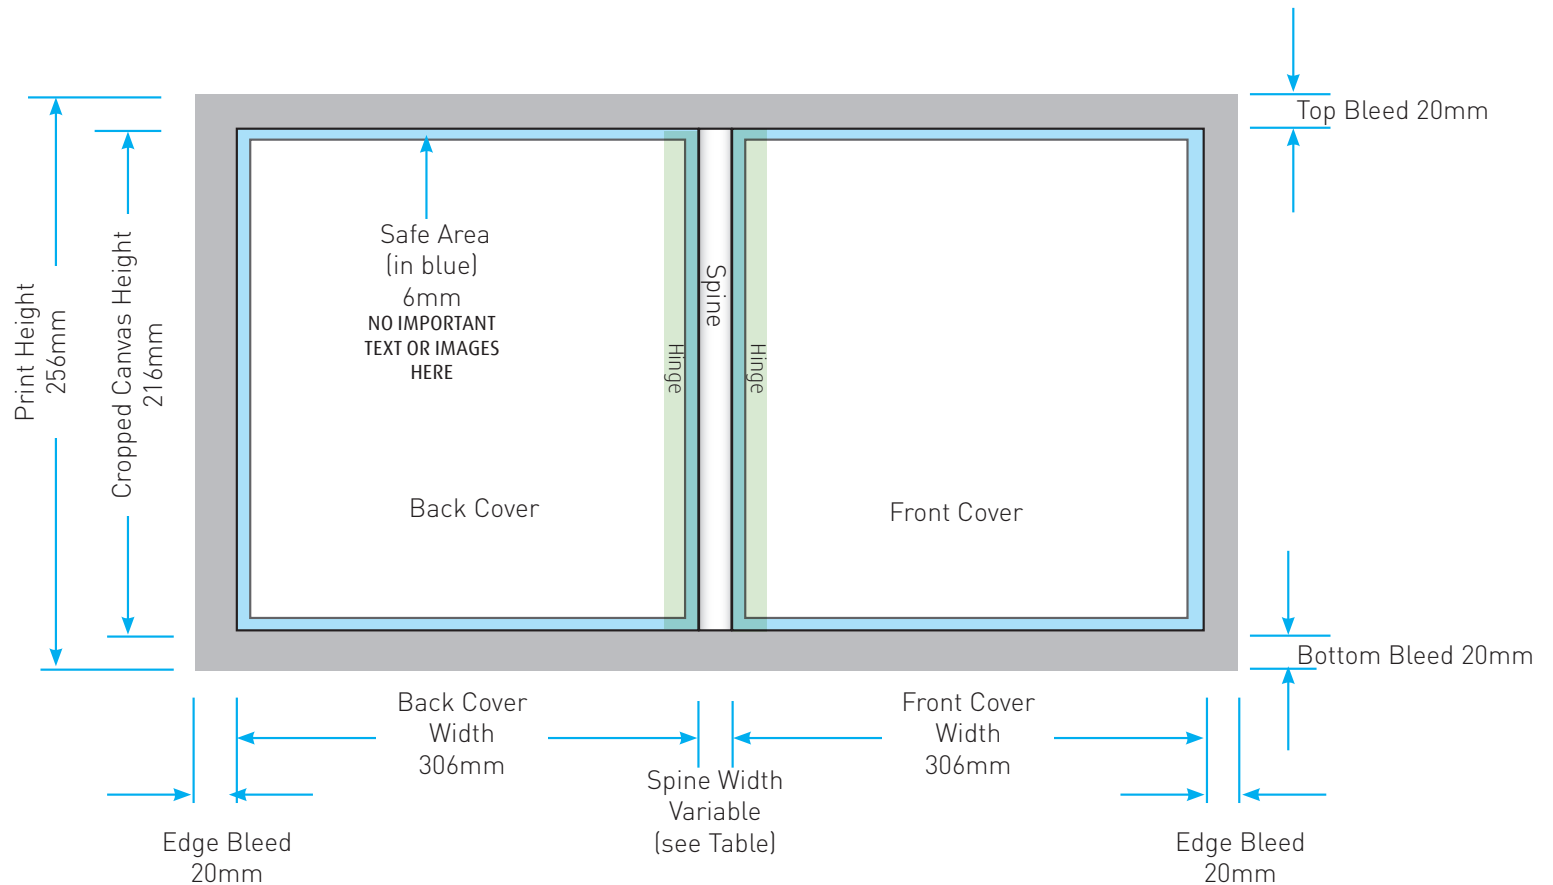 Top Bleed 20mm
Print Height
256mm
Cropped Canvas Height
216mm
Safe Area
(in blue)
6mm
NO IMPORTANT
TEXT OR IMAGES
HERE
Spine
Hinge
Hinge
Back Cover
Front Cover
Bottom Bleed 20mm
Back Cover
Width
306mm
Front Cover
Width
306mm
Spine Width
Variable
(see Table)
Edge Bleed
20mm
Edge Bleed
20mm